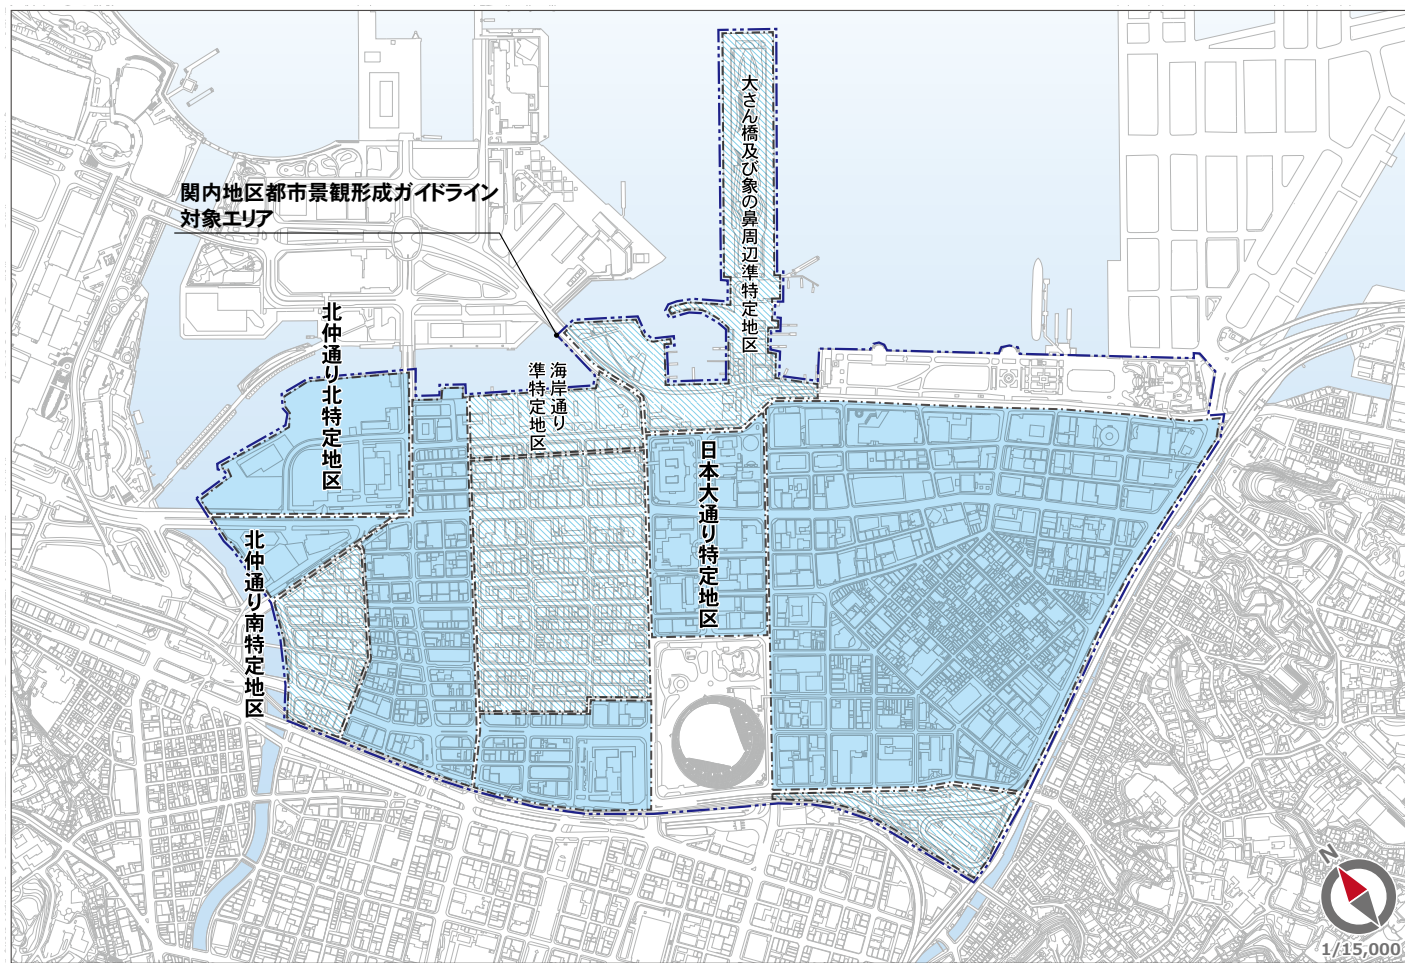 関内地区都市景観形成ガイドライン
対象エリア
大さん橋及び象の鼻周辺準特定地区
北仲通り北特定地区
海岸通り
準特定地区
日本大通り特定地区
北仲通り南特定地区
N
1/15,000